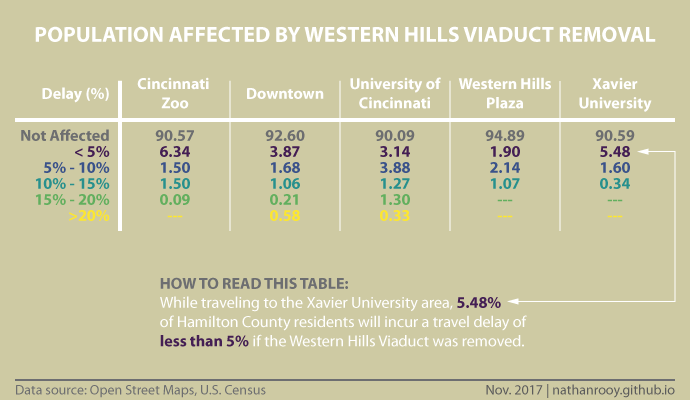 POPULATION AFFECTED BY WESTERN HILLS VIADUCT REMOVAL
Delay (%) Cincinnati Zoo Downtown University of Cincinnati Western Hills Plaza Xavier University
Not Affected 90.57 92.60 90.09 94.89 90.59
< 5% 6.34 3.87 3.14 1.90 5.48
5% - 10% 1.50 1.68 3.88 2.14 1.60
10% - 15% 1.50 1.06 1.27 1.07 0.34
15% - 20% 0.09 0.21 1.30 --- ---
>20% --- 0.58 0.33 --- ---
HOW TO READ THIS TABLE:
While traveling to the Xavier University area, 5.48%
of Hamilton County residents will incur a travel delay of
less than 5% if the Western Hills Viaduct was removed.
Data source: Open Street Maps, U.S. Census Nov. 2017 | nathanrooy.github.io